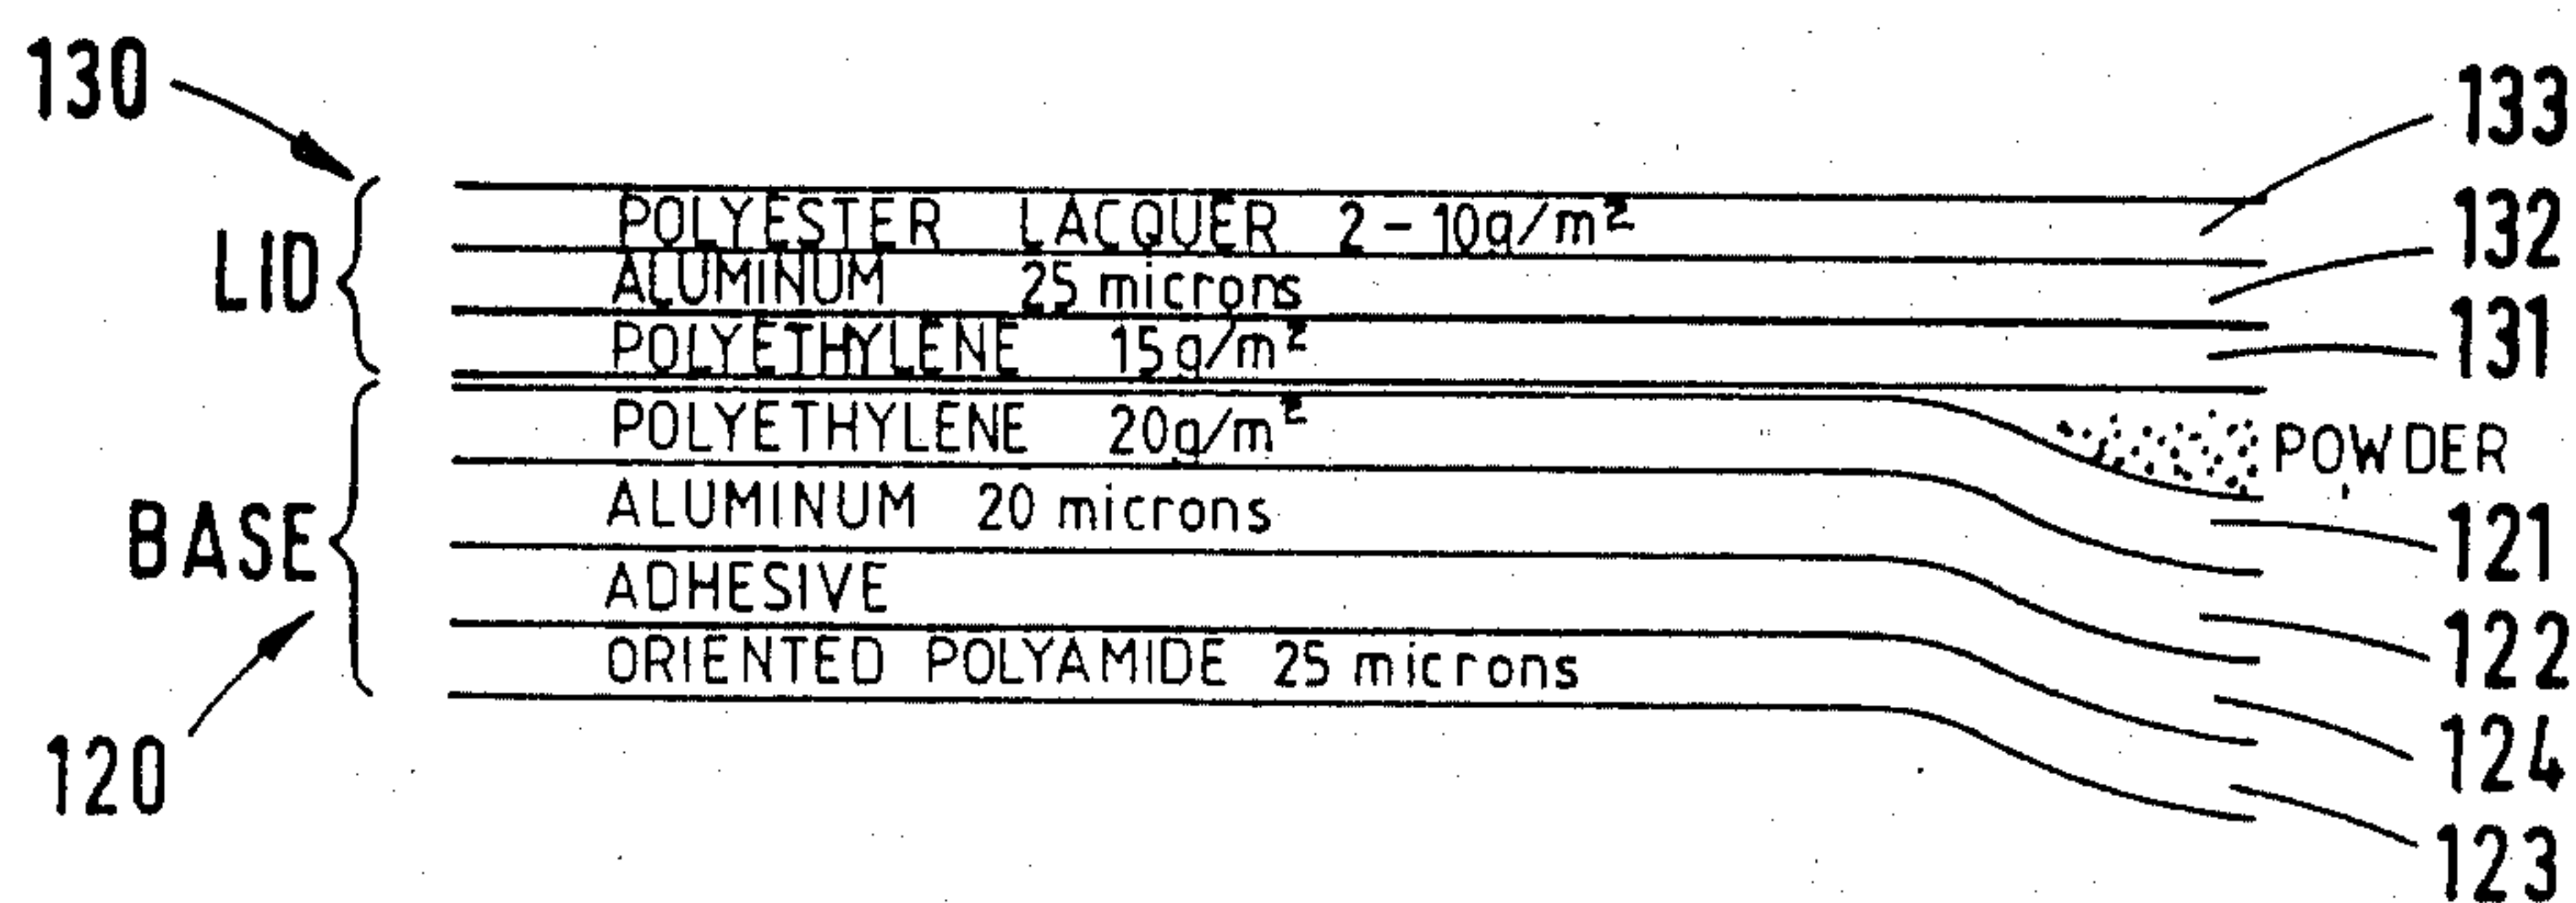 130
133
POLYESTER LACQUER 2-10g/m²
132
LID
ALUMINUM 25 microns
131
POLYETHYLENE 15g/m²
POLYETHYLENE 20g/m²
POWDER
ALUMINUM 20 microns
121
BASE
ADHESIVE
122
ORIENTED POLYAMIDE 25 microns
124
120
123